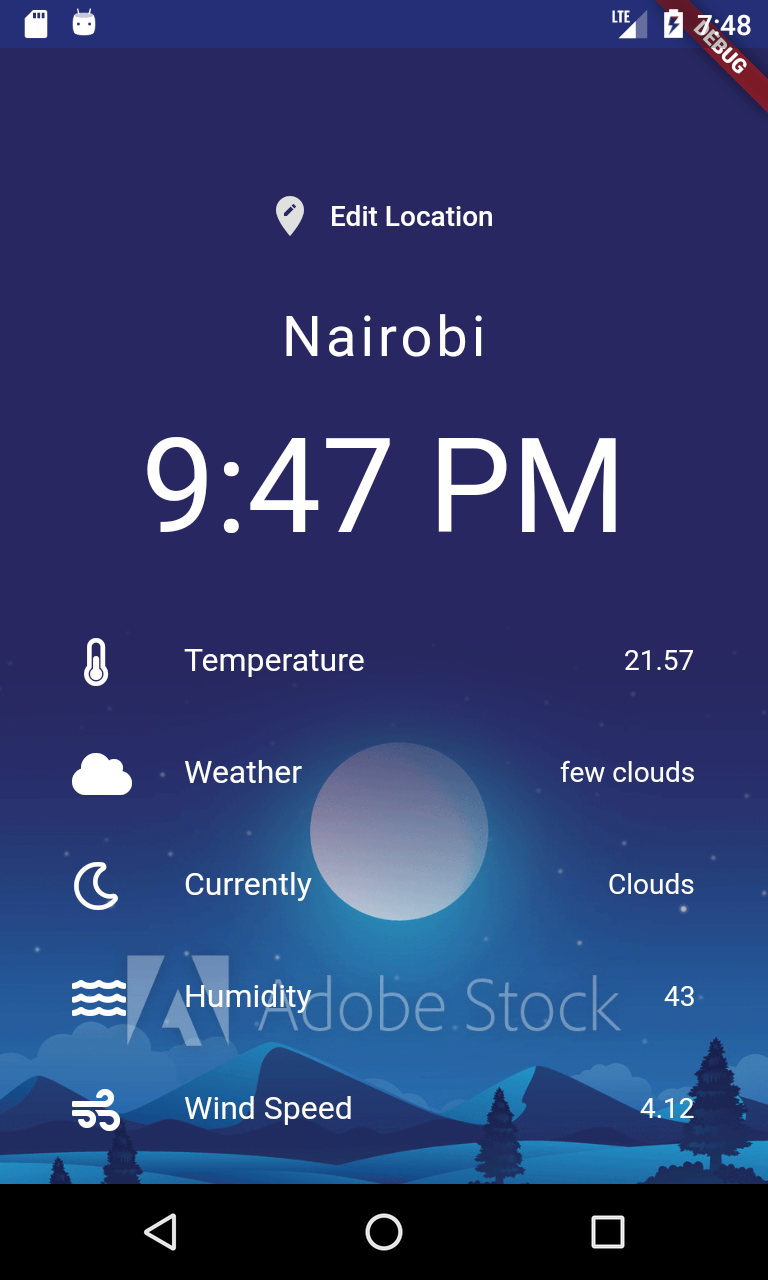 LTE 7:48
DEBUG
Edit Location
Nairobi
9:47 PM
Temperature 21.57
Weather few clouds
Currently Clouds
Humidity 43
Adobe Stock
Wind Speed 4.12